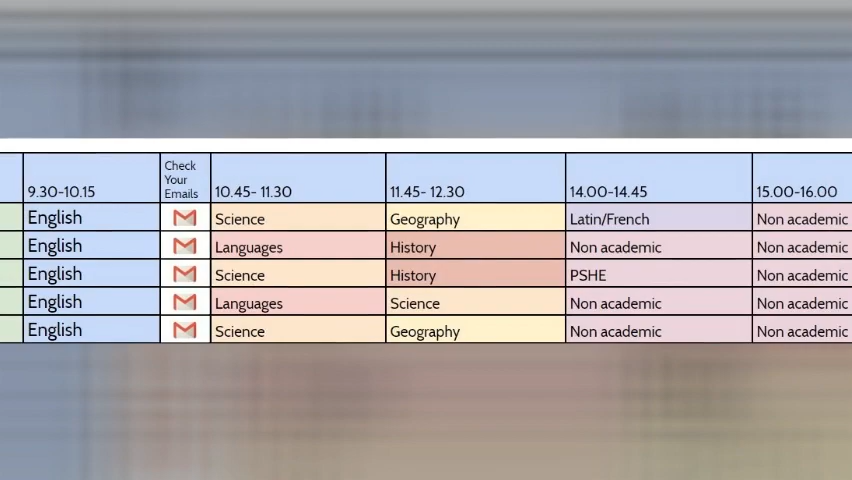 Check
Your
9.30-10.15 Emails 10.45- 11.30 11.45- 12.30 14.00-14.45 15.00-16.00
English Science Geography Latin/French Non academic
English Languages History Non academic Non academic
English Science History PSHE Non academic
English Languages Science Non academic Non academic
English Science Geography Non academic Non academic